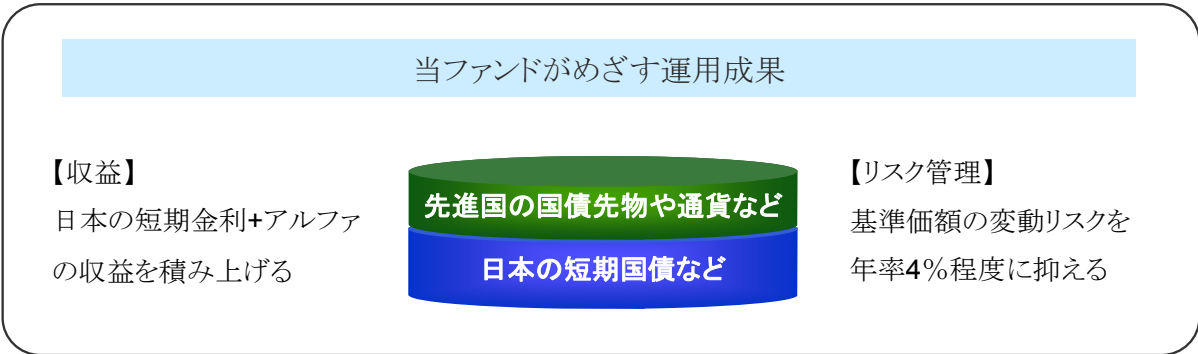 当ファンドがめざす運用成果
【収益】
日本の短期金利+アルファ
の収益を積み上げる
先進国の国債先物や通貨など
日本の短期国債など
【リスク管理】
基準価額の変動リスクを
年率4％程度に抑える